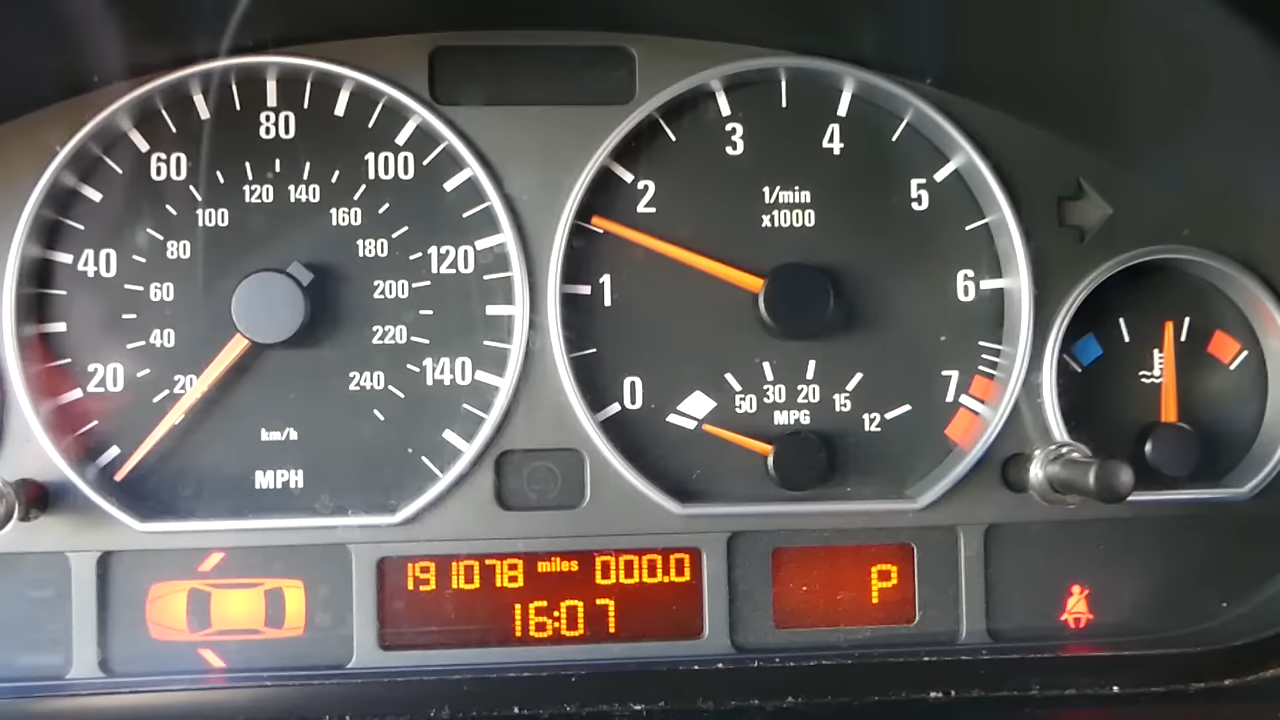 20 40 60 80 100 120 140
20 40 60 80 100 120 140 160 180 200 220 240
km/h
MPH
0 1 2 3 4 5 6 7
1/min
x1000
50 30 20 15 12
MPG
191078 miles 000.0
16:07
P